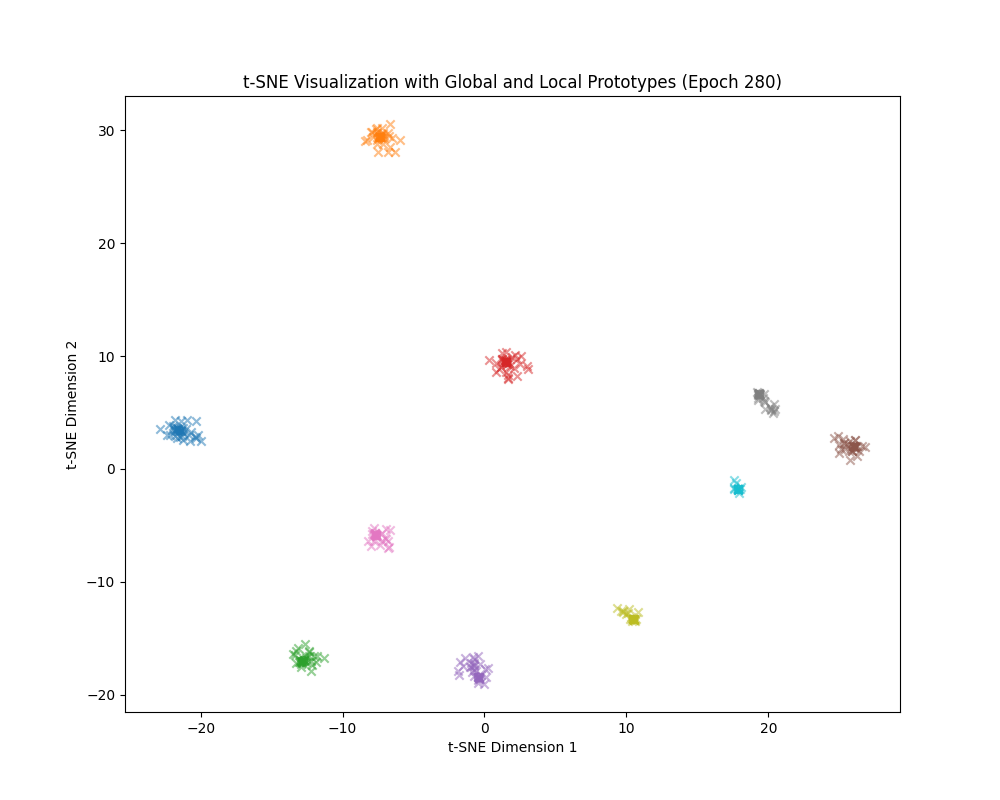 t-SNE Visualization with Global and Local Prototypes (Epoch 280)
30
20
10
0
−10
−20
t-SNE Dimension 2
−20 −10 0 10 20
t-SNE Dimension 1